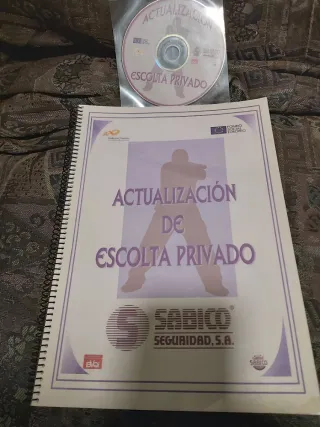 ACTUALIZACIÓN
ESCOLTA PRIVADO
ACTUALIZACIÓN
DE
ESCOLTA PRIVADO
S SABICO
SEGURIDAD, S.A.